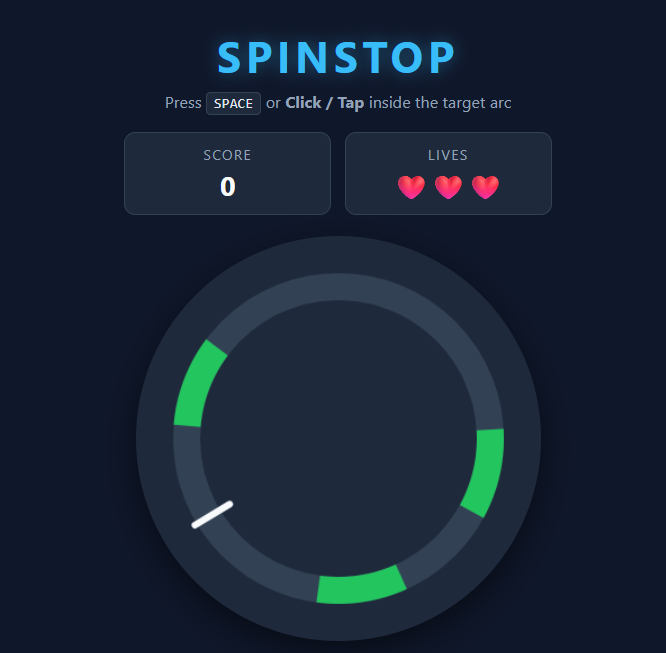 SPINSTOP
Press SPACE or Click / Tap inside the target arc
SCORE
0
LIVES